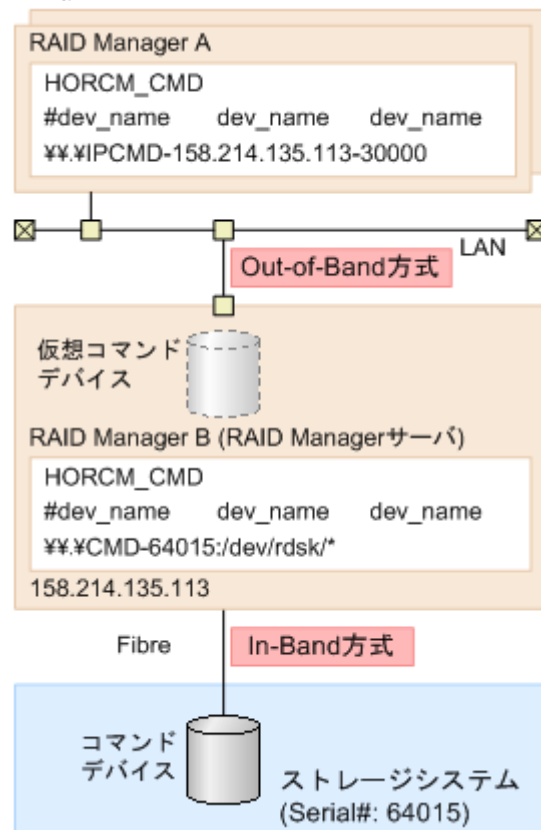 RAID Manager A
HORCM_CMD
#dev_name dev_name dev_name
¥¥.¥IPCMD-158.214.135.113-30000
LAN
Out-of-Band方式
仮想コマンド
デバイス
RAID Manager B (RAID Managerサーバ)
HORCM_CMD
#dev_name dev_name dev_name
¥¥.¥CMD-64015:/dev/rdsk/*
158.214.135.113
Fibre
In-Band方式
コマンド
デバイス
ストレージシステム
(Serial#: 64015)